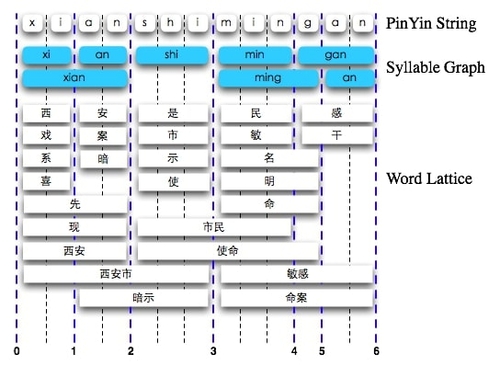 x i a n s h i m i n g a n PinYin String
xi an shi min gan
Syllable Graph
xian ming an
西 安 是 民 感
戏 案 市 敏 干
系 暗 示 名
Word Lattice
喜 使 明
先 命
现 市民
西安 使命
西安市 敏感
暗示 命案
0 1 2 3 4 5 6